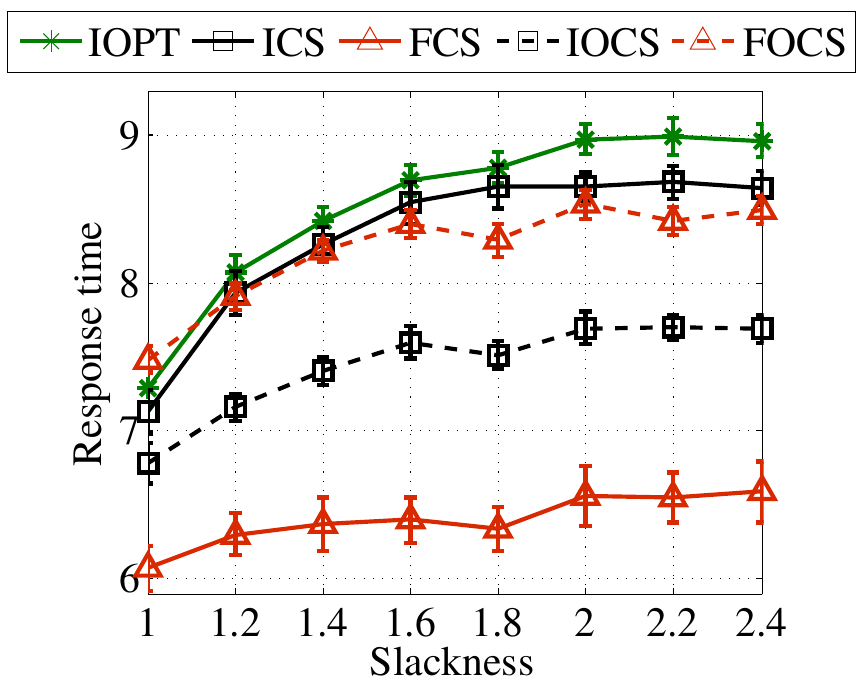 IOPT ICS FCS IOCS FOCS
9
8
7
6
Response time
1 1.2 1.4 1.6 1.8 2 2.2 2.4
Slackness